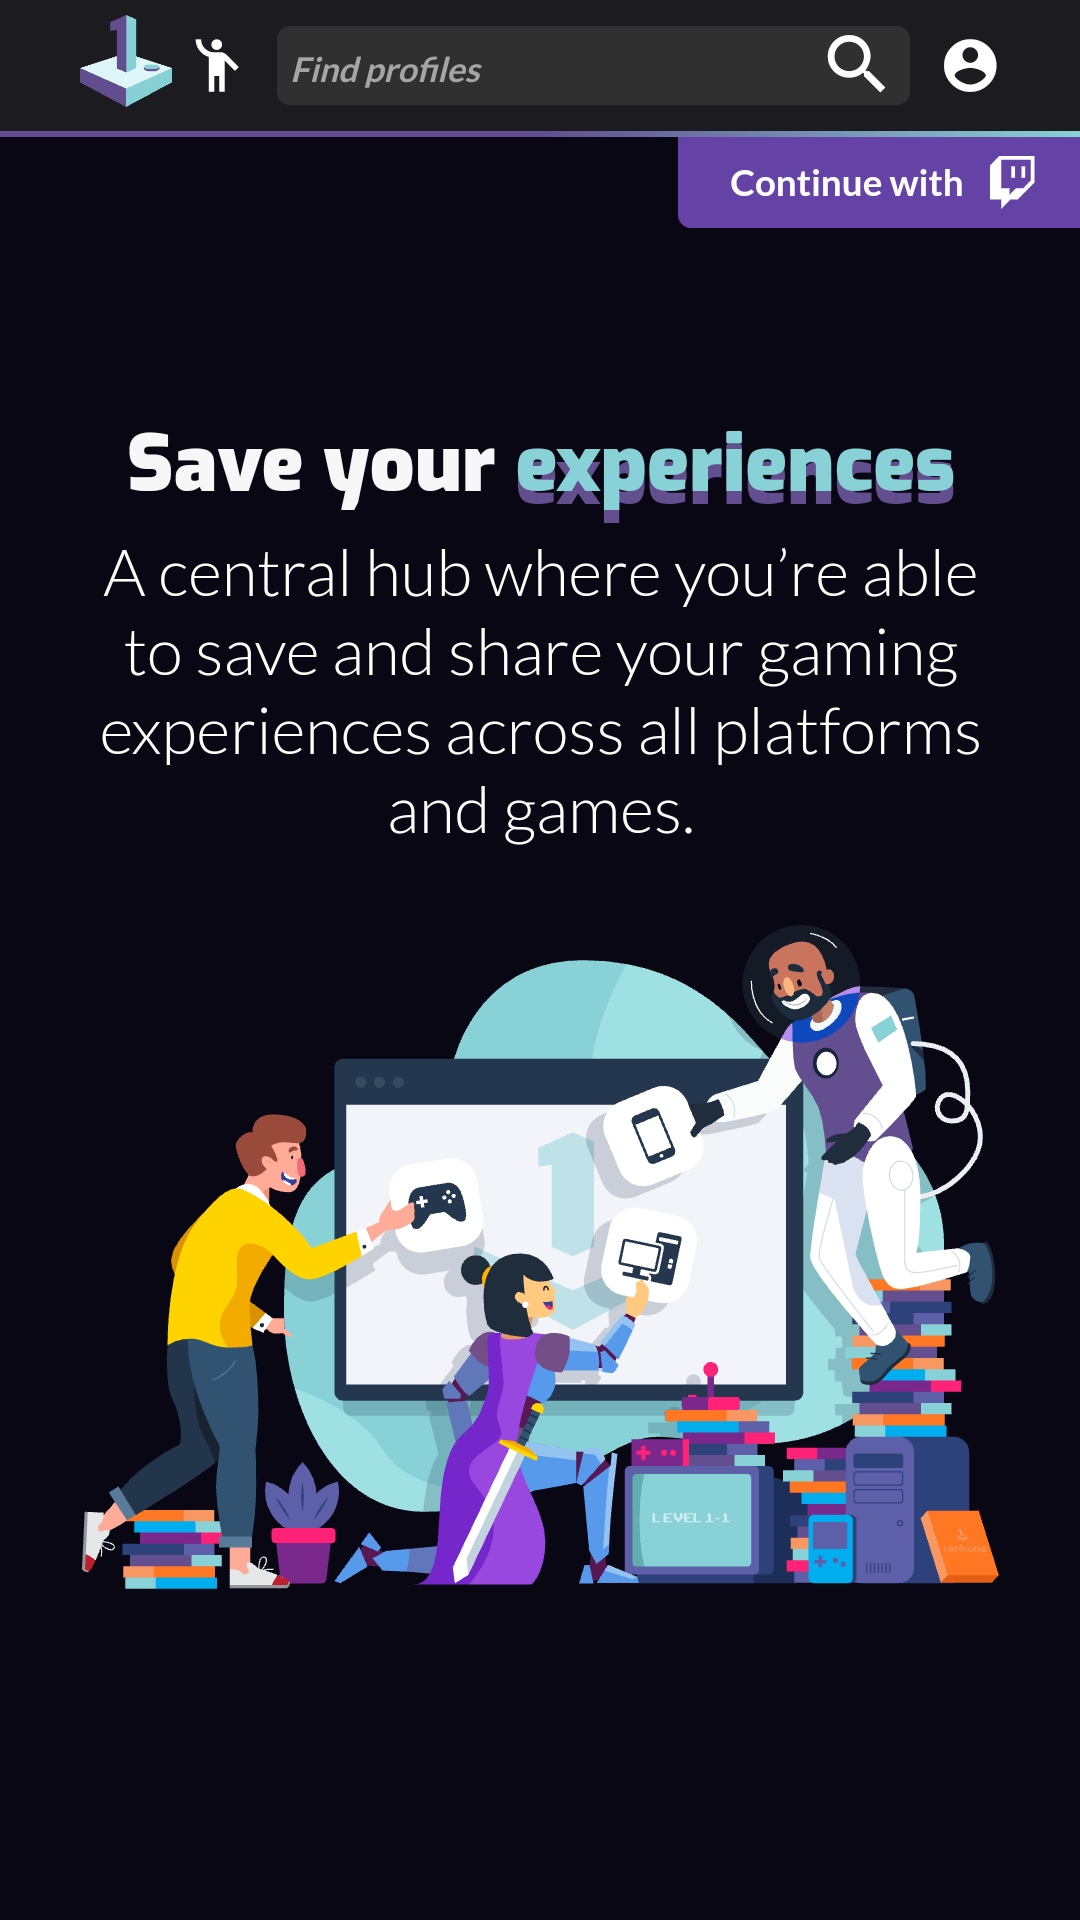 Find profiles
Continue with
Save your experiences
A central hub where you’re able
to save and share your gaming
experiences across all platforms
and games.
LEVEL 1-1